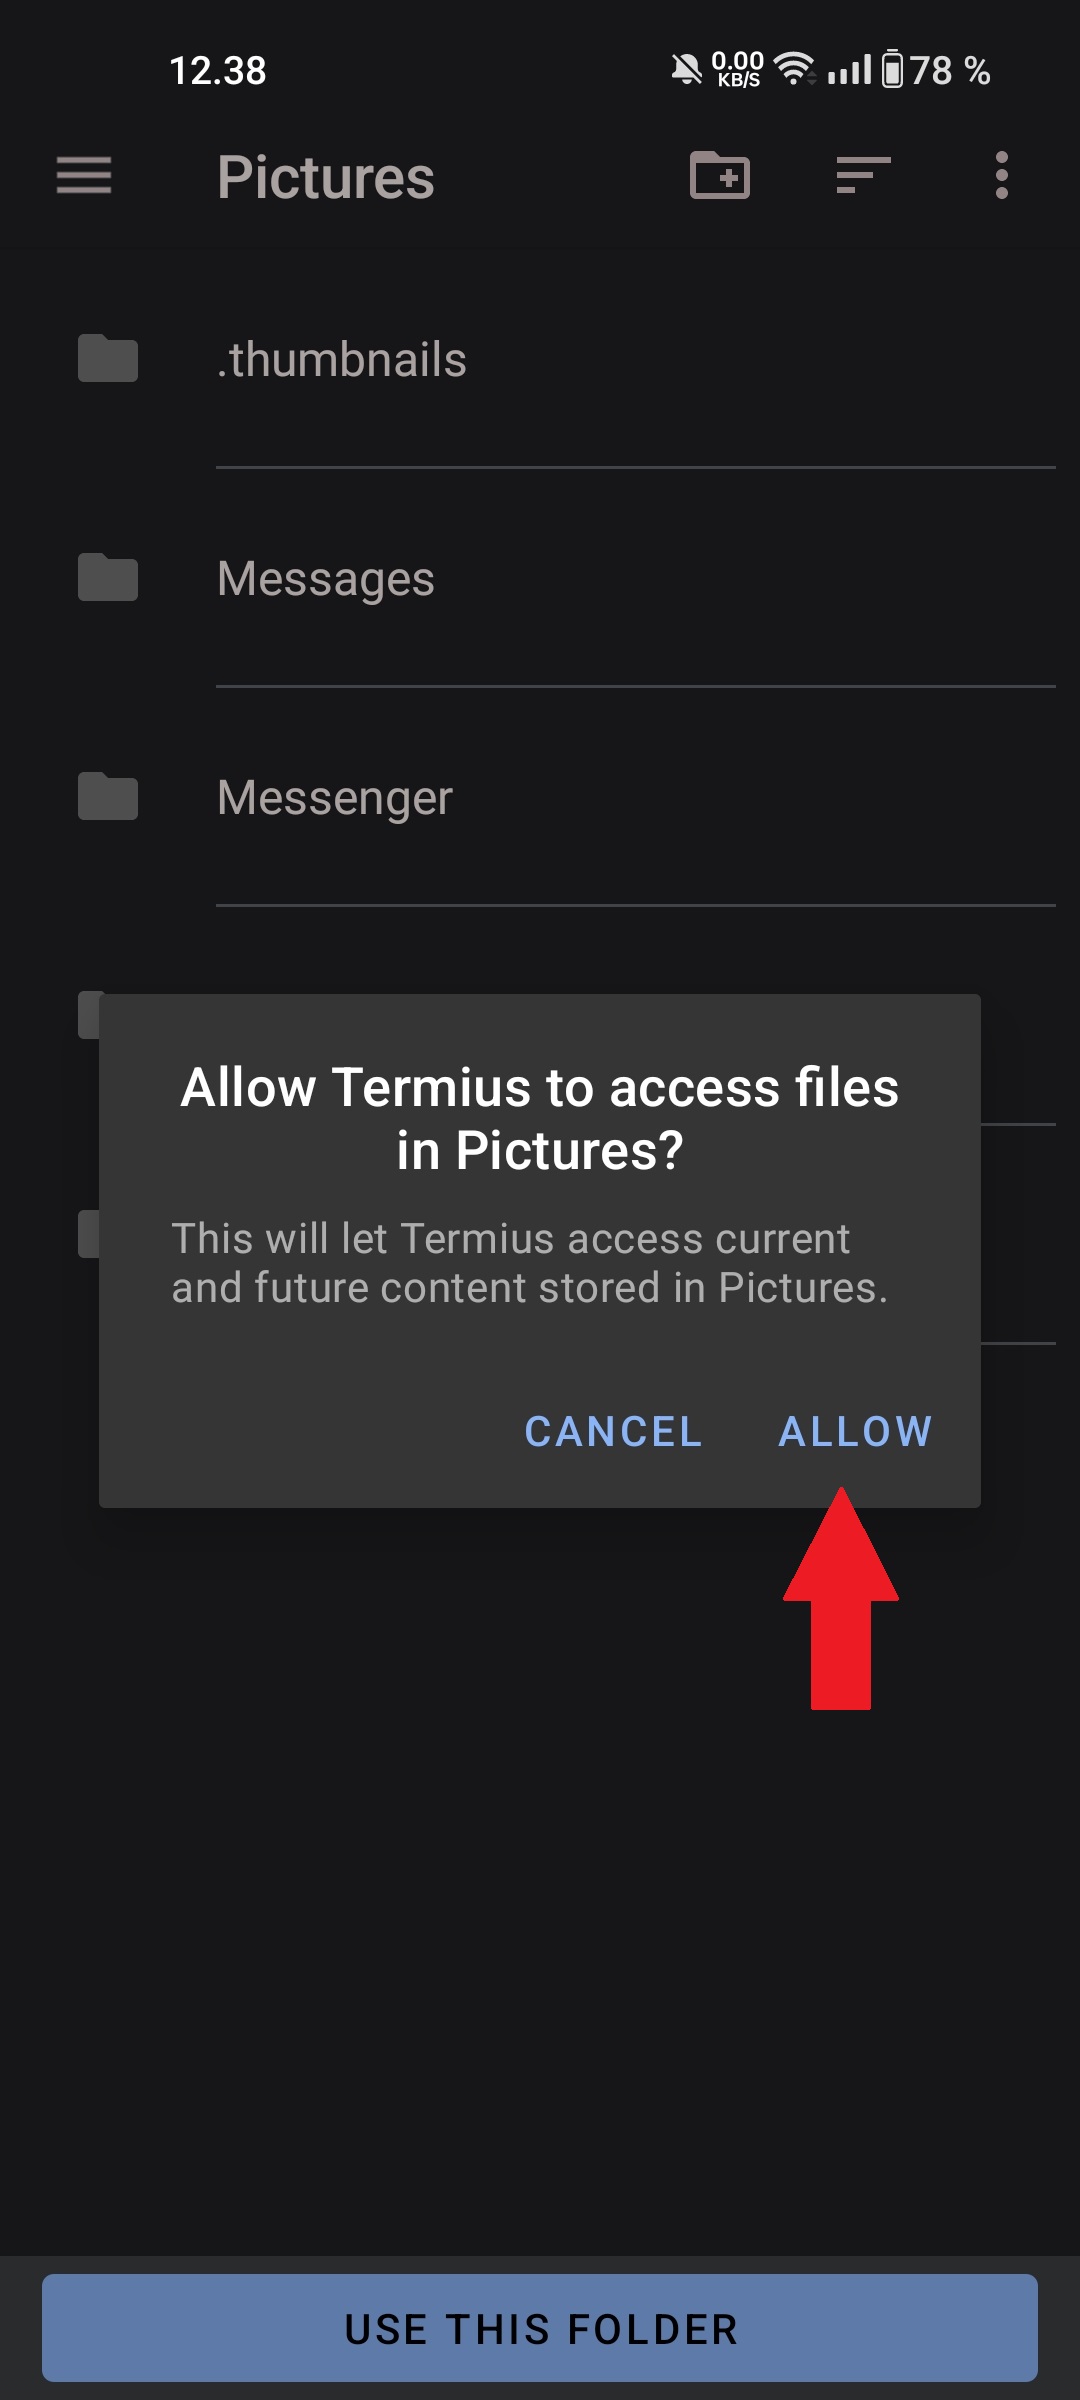 12.38
0.00
KB/S
78 %
Pictures
.thumbnails
Messages
Messenger
Allow Termius to access files
in Pictures?
This will let Termius access current
and future content stored in Pictures.
CANCEL ALLOW
USE THIS FOLDER